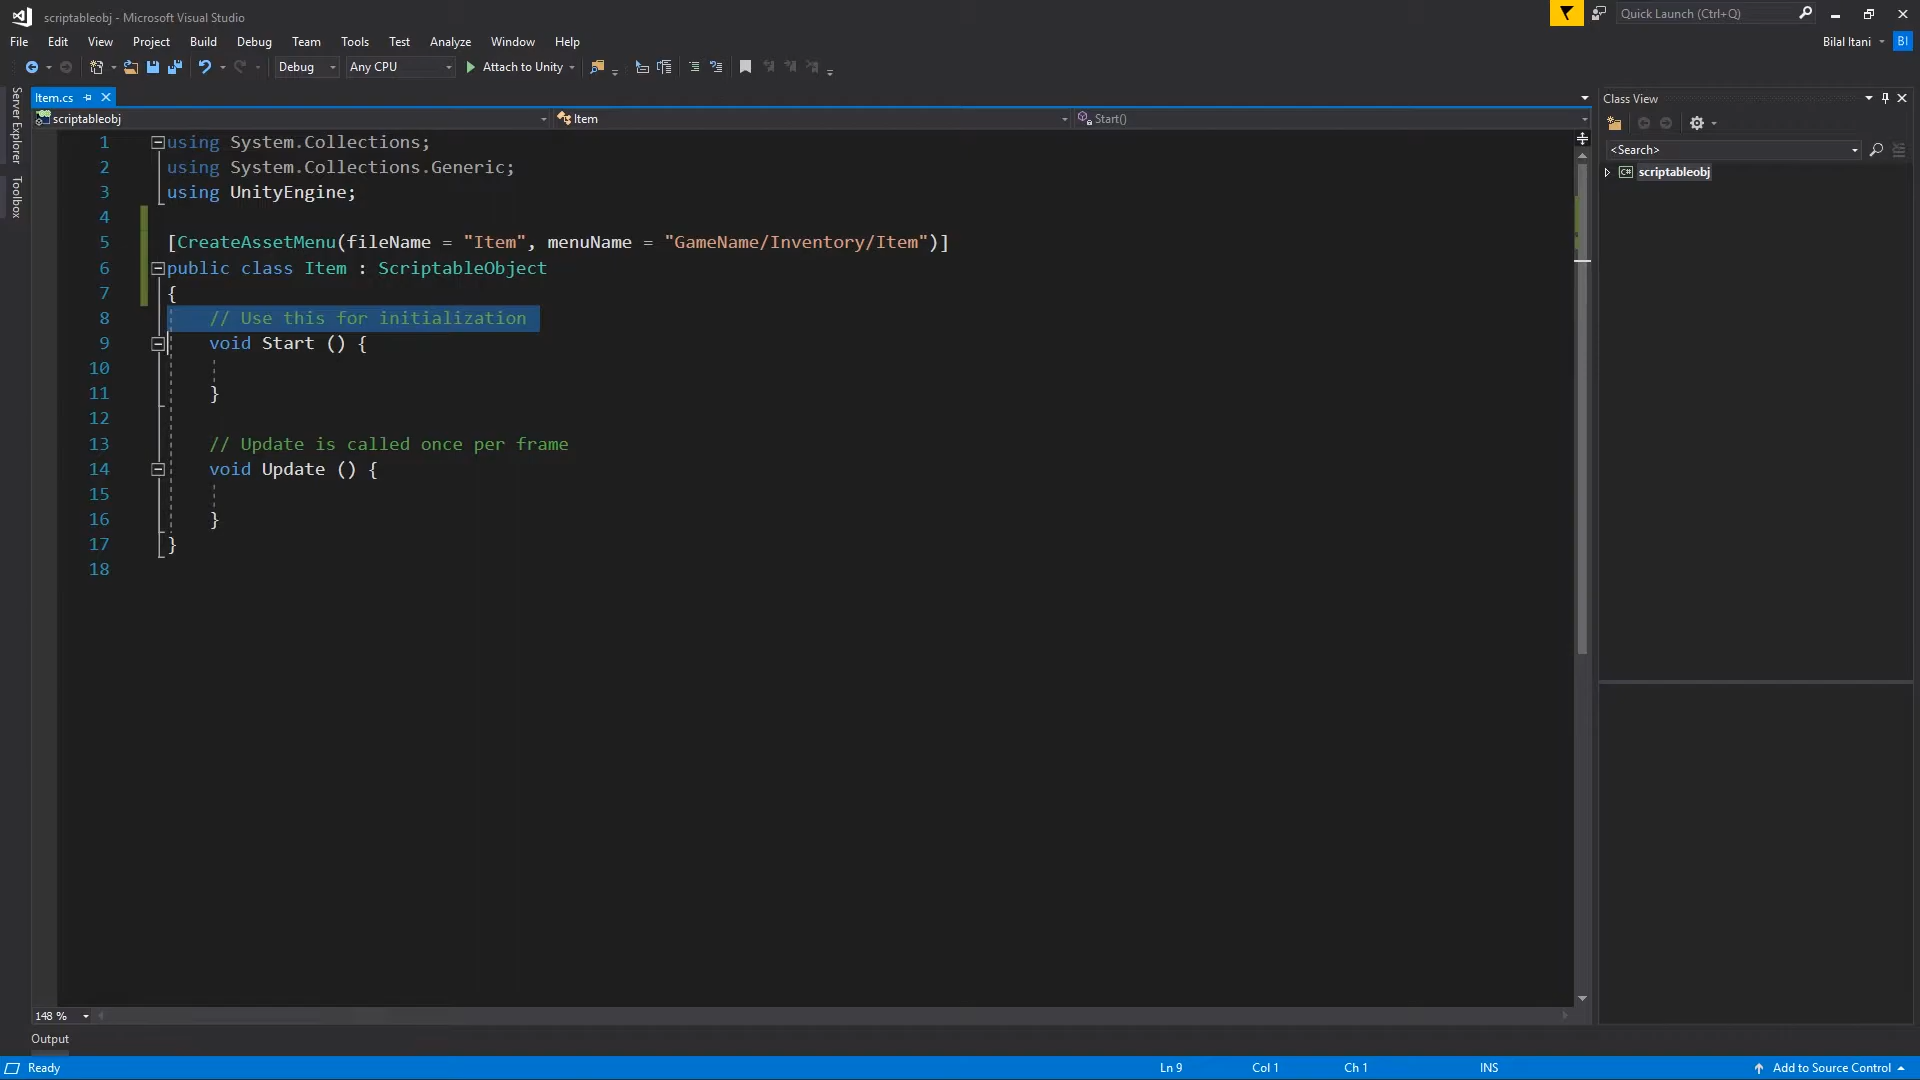 scriptableobj - Microsoft Visual Studio
Quick Launch (Ctrl+Q)
File Edit View Project Build Debug Team Tools Test Analyze Window Help
Bilal Itani BI
Debug Any CPU Attach to Unity
Server Explorer
Toolbox
Item.cs
scriptableobj Item Start()
1 using System.Collections;
2 using System.Collections.Generic;
3 using UnityEngine;
4
5 [CreateAssetMenu(fileName = "Item", menuName = "GameName/Inventory/Item")]
6 public class Item : ScriptableObject
7 {
8 // Use this for initialization
9 void Start () {
10
11 }
12
13 // Update is called once per frame
14 void Update () {
15
16 }
17 }
18
148 %
Class View
<Search>
C# scriptableobj
Output
Ready Ln 9 Col 1 Ch 1 INS Add to Source Control